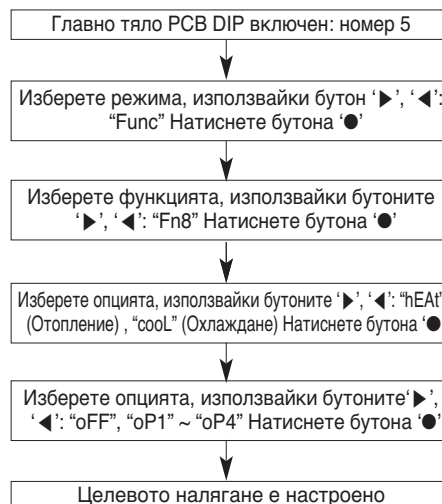 Главно тяло PCB DIP включен: номер 5
Изберете режима, използвайки бутон ‘▶’, ‘◀’:
“Func” Натиснете бутона ‘●’
Изберете функцията, използвайки бутоните
‘▶’, ‘◀’: “Fn8” Натиснете бутона ‘●’
Изберете опцията, използвайки бутоните ‘▶’, ‘◀’: “hEAt”
(Отопление) , “cooL” (Охлаждане) Натиснете бутона ‘●
Изберете опцията, използвайки бутоните‘▶’,
‘◀’: “oFF”, “oP1” ~ “oP4” Натиснете бутона ‘●’
Целевото налягане е настроено